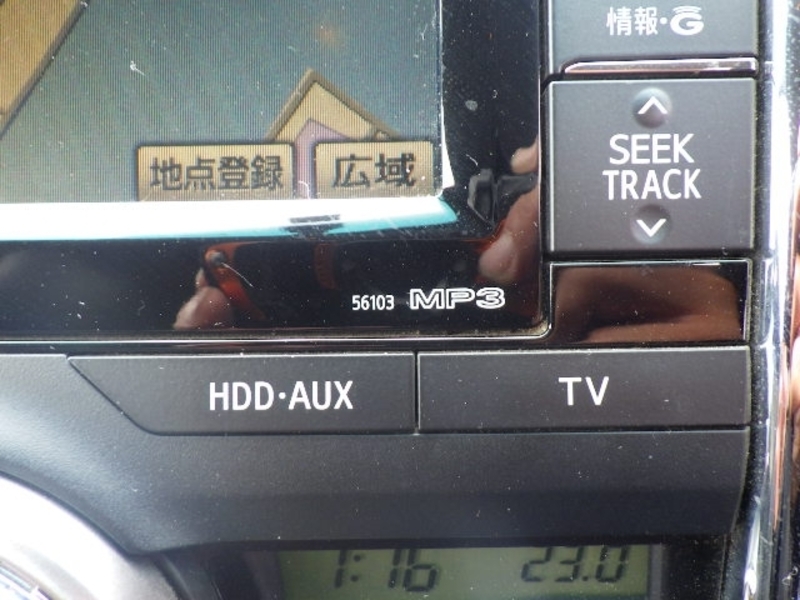 情報・G
SEEK
TRACK
地点登録 広域
56103 MP3
HDD・AUX TV
1:16 23.0